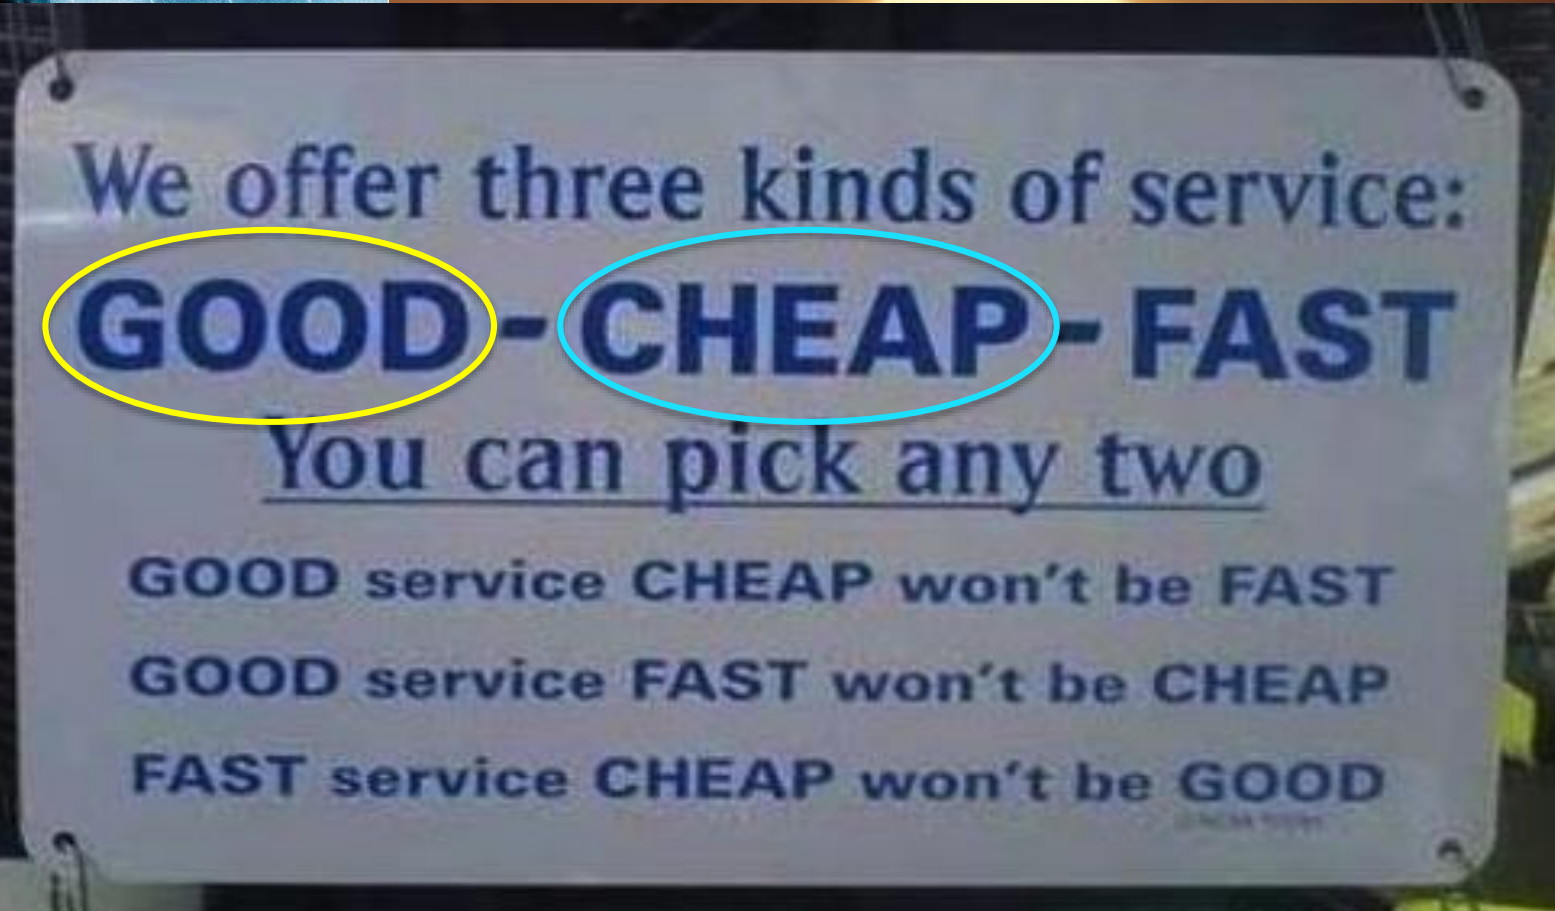 We offer three kinds of service:
GOOD - CHEAP - FAST
You can pick any two
GOOD service CHEAP won't be FAST
GOOD service FAST won't be CHEAP
FAST service CHEAP won't be GOOD